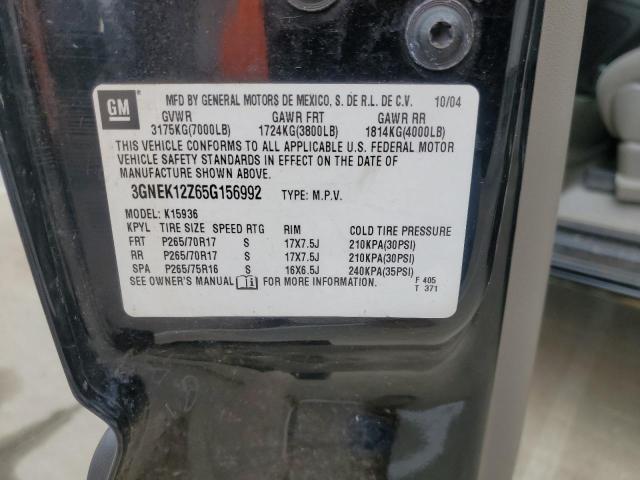 GM
MFD BY GENERAL MOTORS DE MEXICO, S. DE R.L. DE C.V. 10/04
GVWR GAWR FRT GAWR RR
3175KG(7000LB) 1724KG(3800LB) 1814KG(4000LB)
THIS VEHICLE CONFORMS TO ALL APPLICABLE U.S. FEDERAL MOTOR
VEHICLE SAFETY STANDARDS IN EFFECT ON THE DATE OF
MANUFACTURE SHOWN ABOVE.
3GNEK12Z65G156992 TYPE: M.P.V.
MODEL: K15936
KPYL TIRE SIZE SPEED RTG RIM COLD TIRE PRESSURE
FRT P265/70R17 S 17X7.5J 210KPA(30PSI)
RR P265/70R17 S 17X7.5J 210KPA(30PSI)
SPA P265/75R16 S 16X6.5J 240KPA(35PSI)
SEE OWNER'S MANUAL FOR MORE INFORMATION.
F 405
T 371